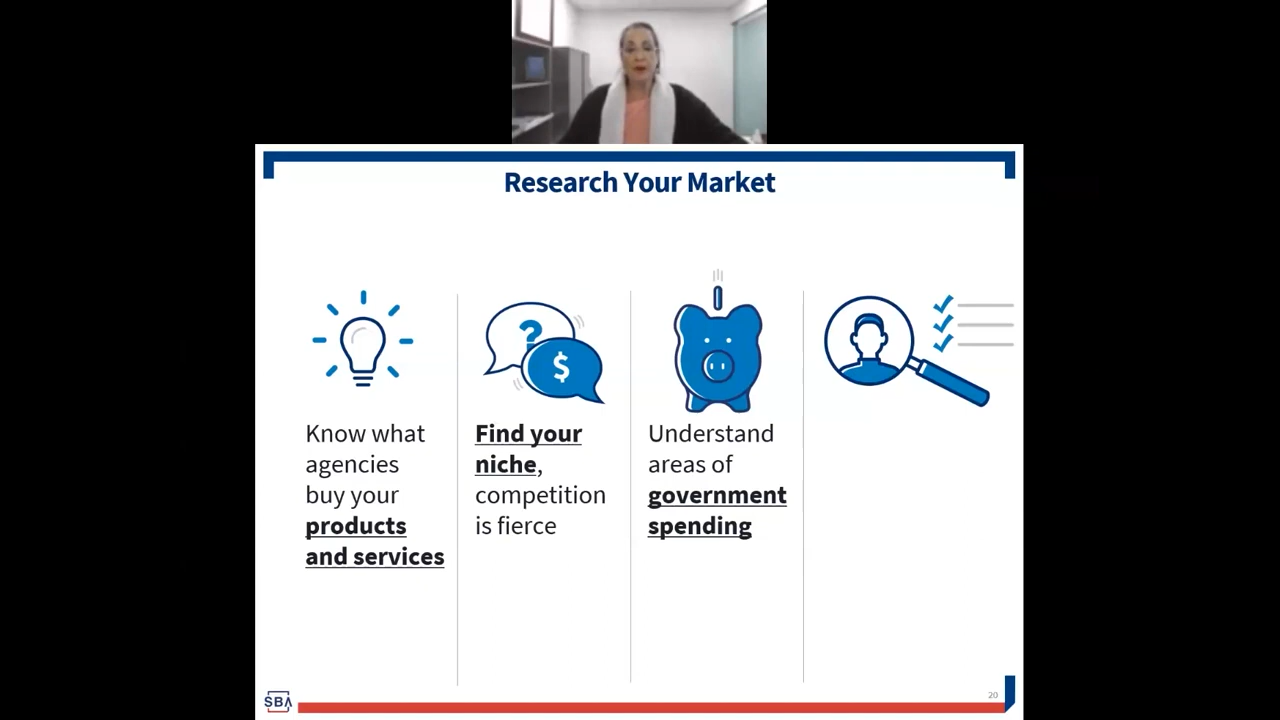 Research Your Market
?
$
Know what
agencies
buy your
products
and services
Find your
niche,
competition
is fierce
Understand
areas of
government
spending
SBA
20